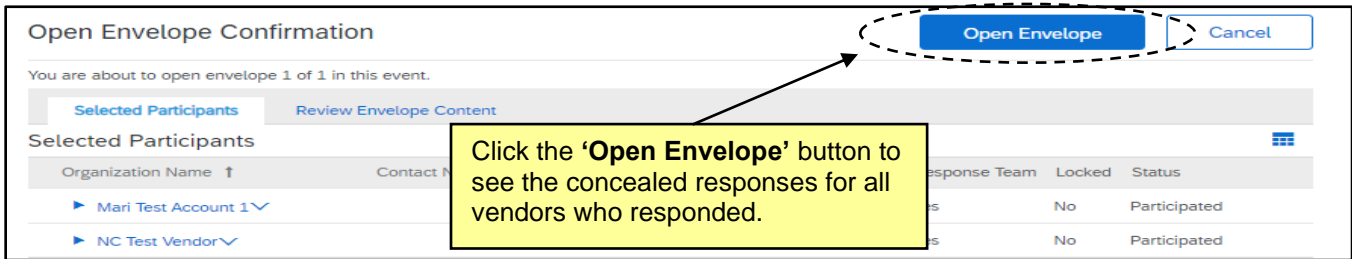 Open Envelope Confirmation
Open Envelope
Cancel
You are about to open envelope 1 of 1 in this event.
Selected Participants Review Envelope Content
Selected Participants
Click the ‘Open Envelope’ button to
see the concealed responses for all
vendors who responded.
Organization Name ↑ Contact Response Team Locked Status
Mari Test Account 1 No Participated
NC Test Vendor No Participated